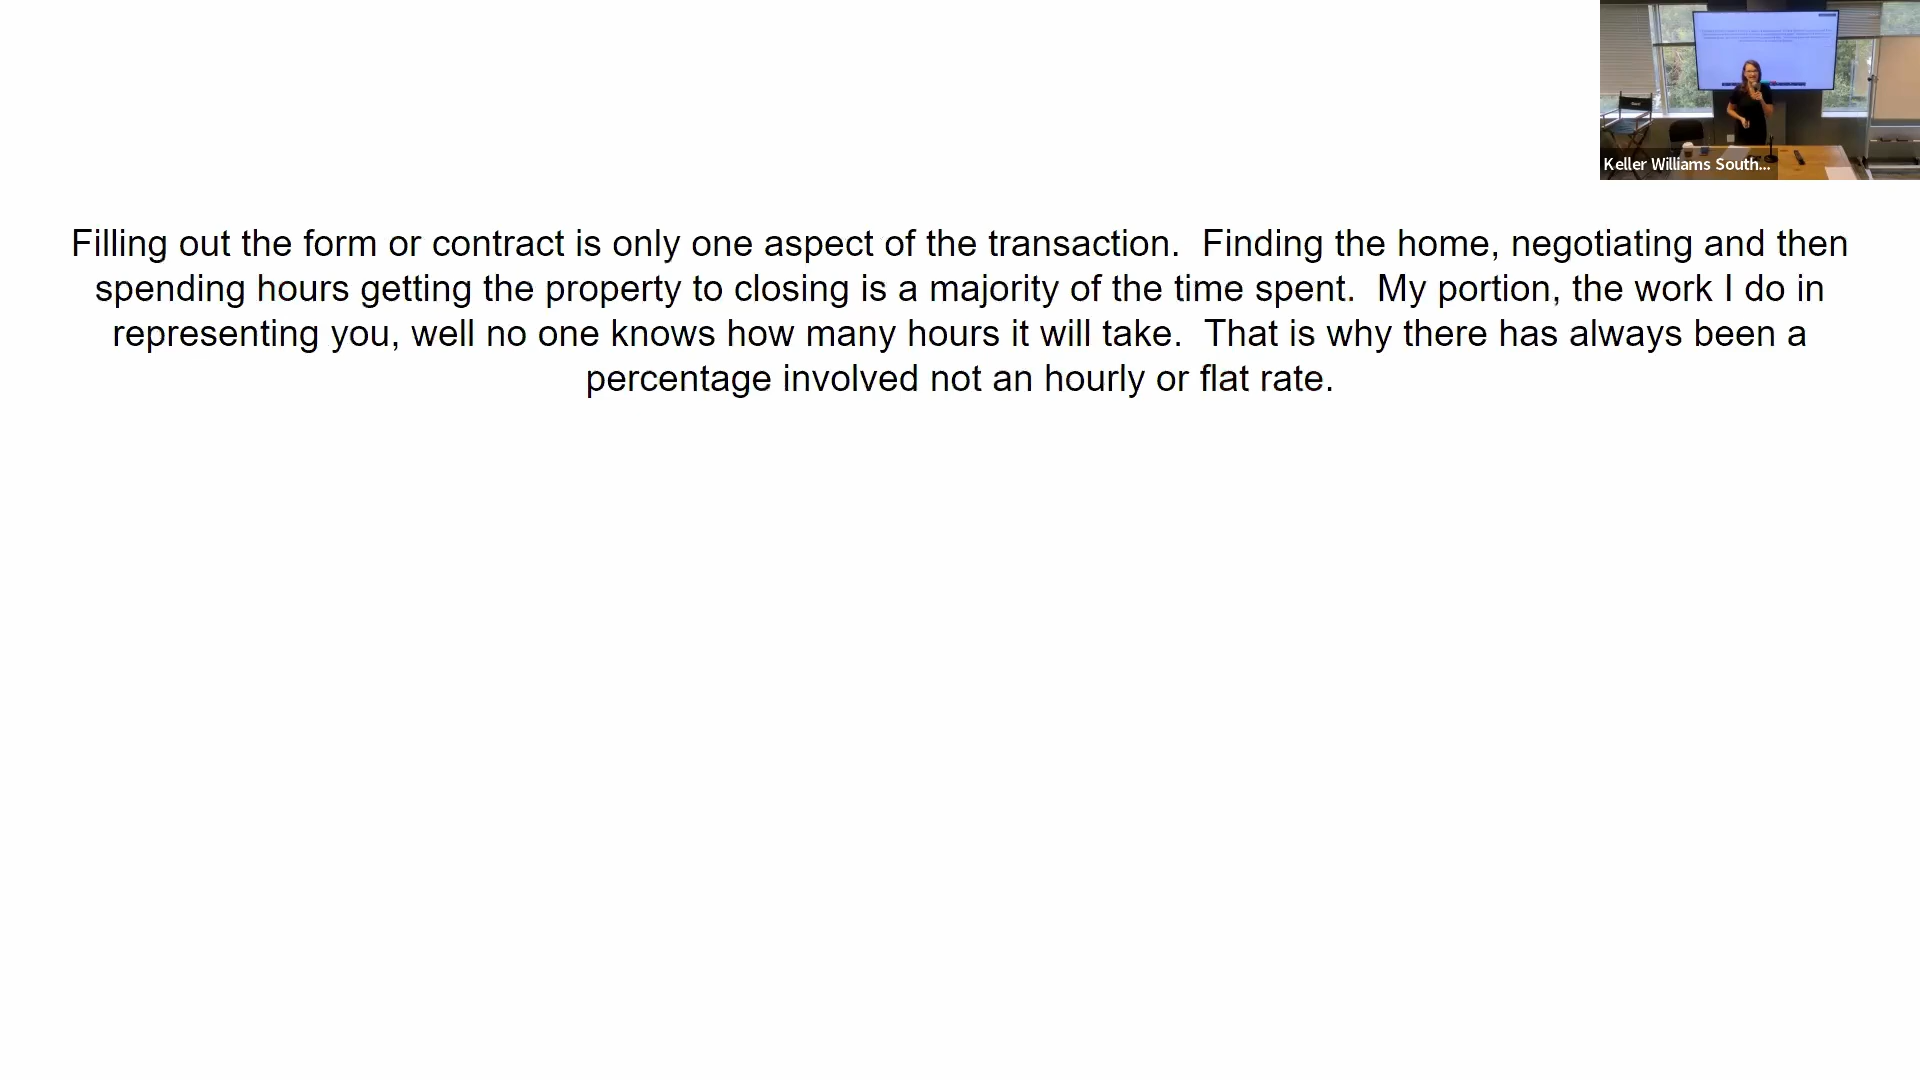 Keller Williams South...
Filling out the form or contract is only one aspect of the transaction.  Finding the home, negotiating and then
spending hours getting the property to closing is a majority of the time spent.  My portion, the work I do in
representing you, well no one knows how many hours it will take.  That is why there has always been a
percentage involved not an hourly or flat rate.